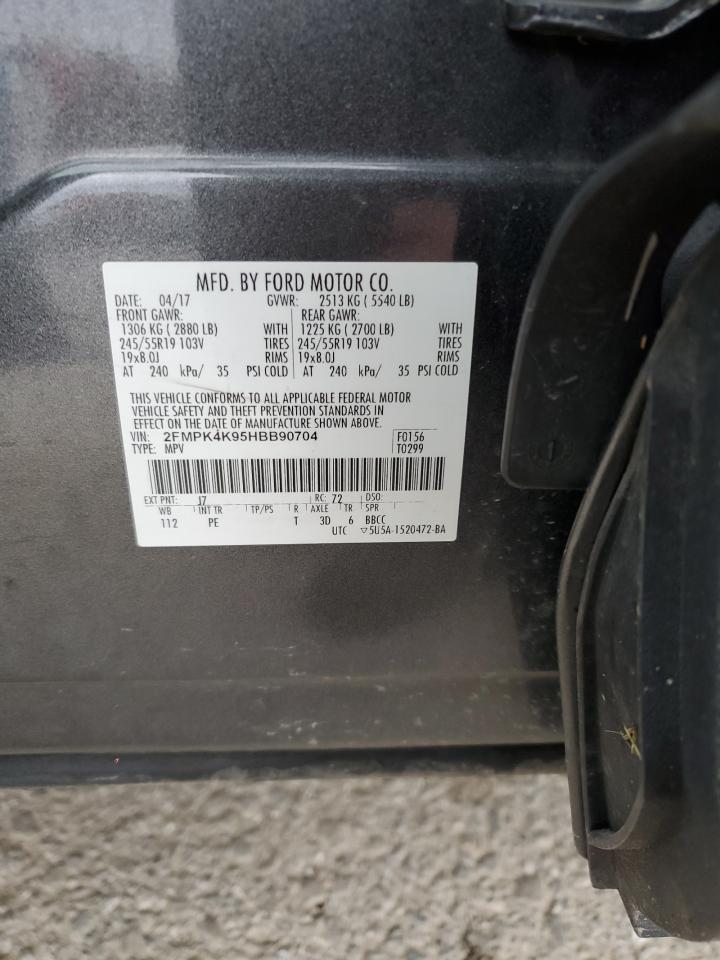 MFD. BY FORD MOTOR CO.
DATE: 04/17 GVWR: 2513 KG ( 5540 LB)
FRONT GAWR: REAR GAWR:
1306 KG ( 2880 LB) WITH 1225 KG ( 2700 LB) WITH
245/55R19 103V TIRES 245/55R19 103V TIRES
19x8.0J RIMS 19x8.0J RIMS
AT 240 kPa/ 35 PSI COLD AT 240 kPa/ 35 PSI COLD
THIS VEHICLE CONFORMS TO ALL APPLICABLE FEDERAL MOTOR
VEHICLE SAFETY AND THEFT PREVENTION STANDARDS IN
EFFECT ON THE DATE OF MANUFACTURE SHOWN ABOVE.
VIN: 2FMPK4K95HBB90704 F0156
TYPE: MPV T0299
EXT PNT: J7 RC: 72 DSO:
WB INT TR TP/PS R AXLE TR SPR
112 PE T 3D 6 BBCC
UTC ▽5U5A-1520472-BA